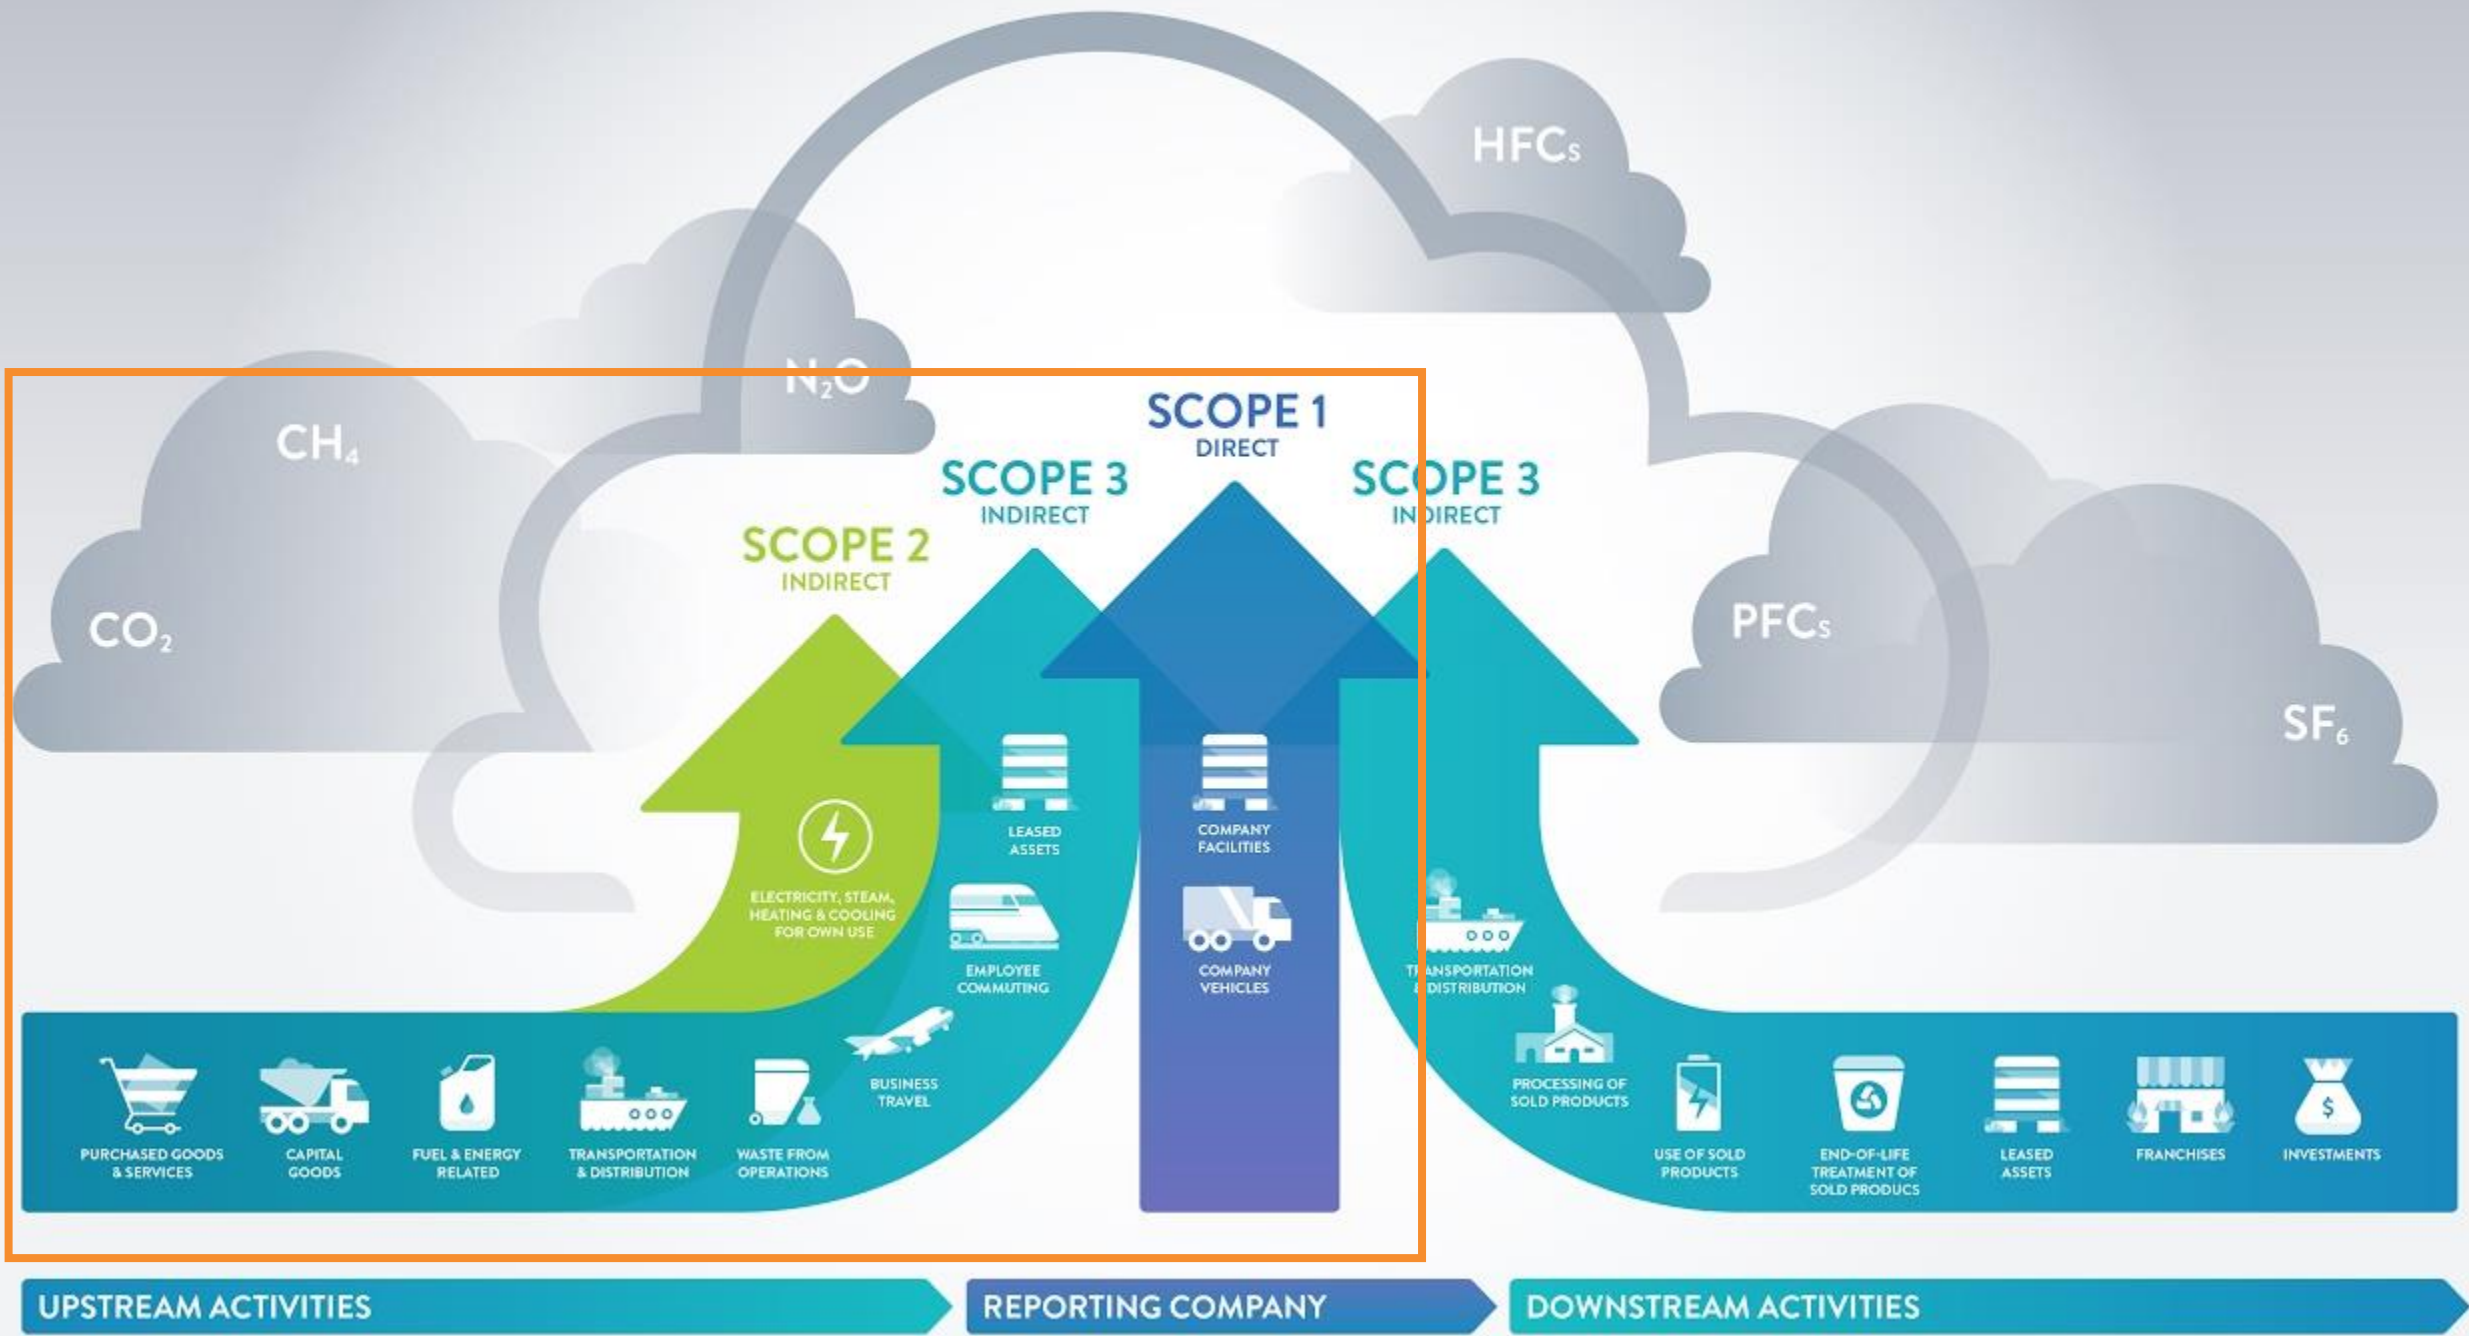 HFCs
N₂O
CH₄
CO₂
SCOPE 1
DIRECT
SCOPE 3
INDIRECT
SCOPE 3
INDIRECT
SCOPE 2
INDIRECT
PFCs
SF₆
ELECTRICITY, STEAM,
HEATING & COOLING
FOR OWN USE
LEASED
ASSETS
EMPLOYEE
COMMUTING
BUSINESS
TRAVEL
COMPANY
FACILITIES
COMPANY
VEHICLES
TRANSPORTATION
& DISTRIBUTION
PROCESSING OF
SOLD PRODUCTS
PURCHASED GOODS
& SERVICES
CAPITAL
GOODS
FUEL & ENERGY
RELATED
TRANSPORTATION
& DISTRIBUTION
WASTE FROM
OPERATIONS
USE OF SOLD
PRODUCTS
END-OF-LIFE
TREATMENT OF
SOLD PRODUCS
LEASED
ASSETS
FRANCHISES
$
INVESTMENTS
UPSTREAM ACTIVITIES
REPORTING COMPANY
DOWNSTREAM ACTIVITIES